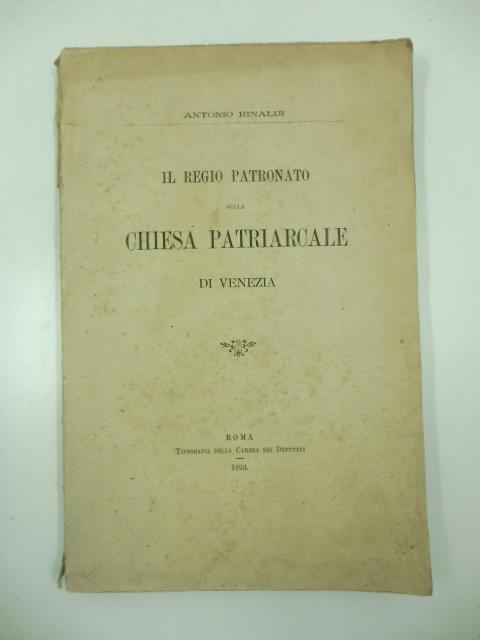 ANTONIO RINALDI
IL REGIO PATRONATO
SULLA
CHIESA PATRIARCALE
DI VENEZIA
ROMA
TIPOGRAFIA DELLA CAMERA DEI DEPUTATI
1893.